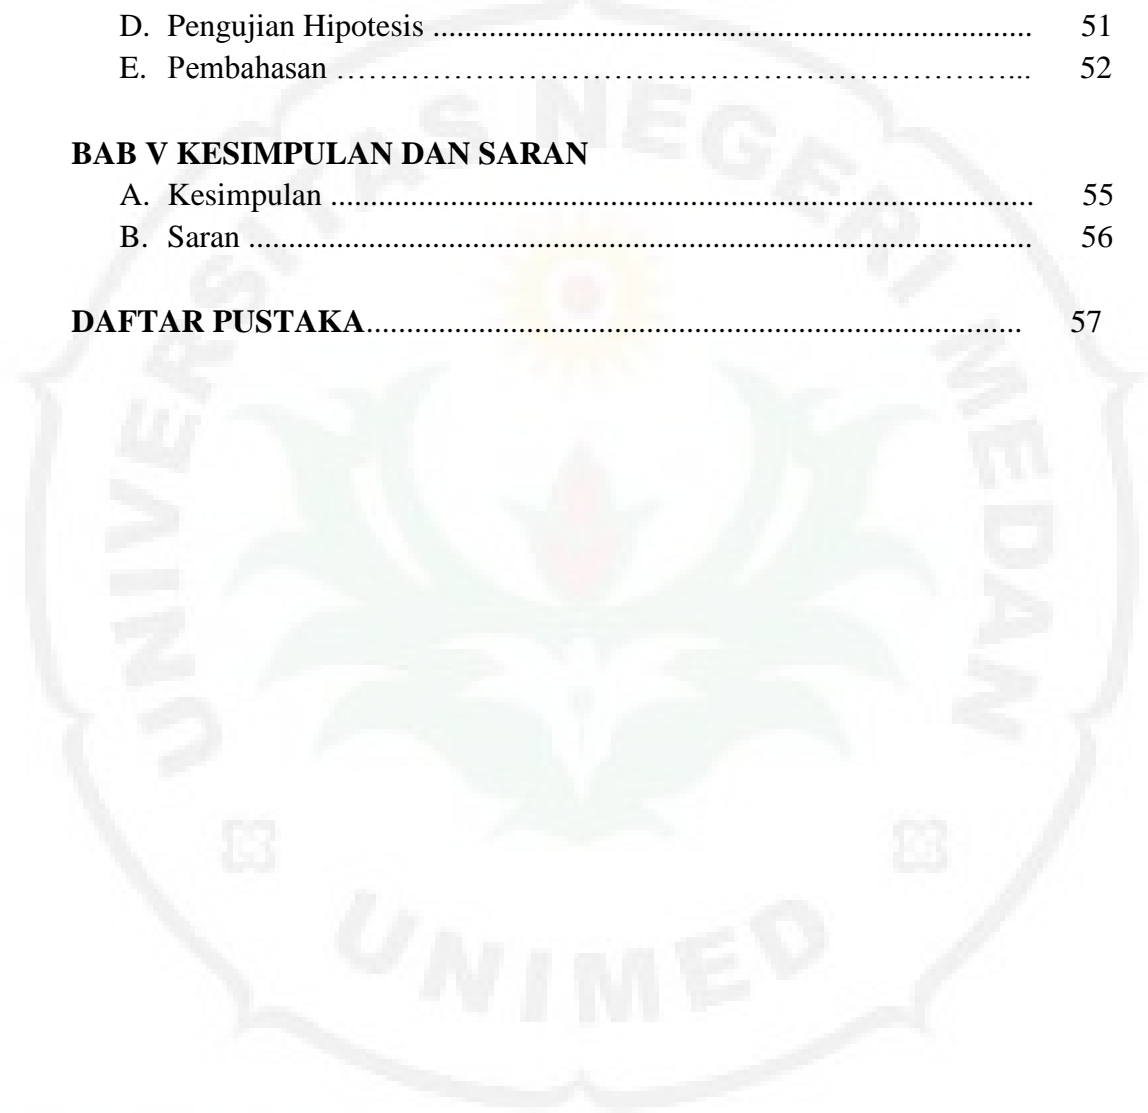 D. Pengujian Hipotesis ............................................................... 51
E. Pembahasan ……………………………………………………………... 52
BAB V KESIMPULAN DAN SARAN
A. Kesimpulan .......................................................................... 55
B. Saran ................................................................................... 56
DAFTAR PUSTAKA................................................................................ 57
UNIVERSITAS NEGERI MEDAN
UNIMED